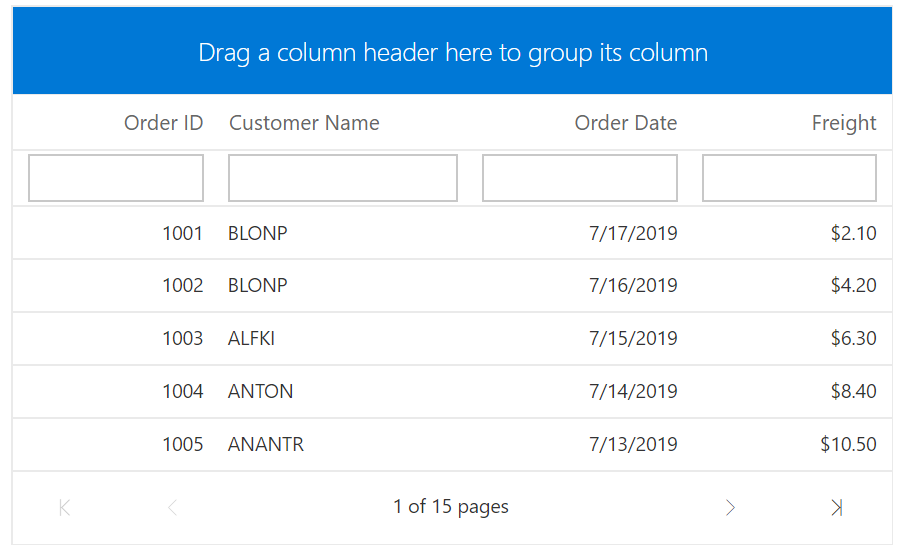 Drag a column header here to group its column
Order ID Customer Name Order Date Freight
1001 BLONP 7/17/2019 $2.10
1002 BLONP 7/16/2019 $4.20
1003 ALFKI 7/15/2019 $6.30
1004 ANTON 7/14/2019 $8.40
1005 ANANTR 7/13/2019 $10.50
1 of 15 pages